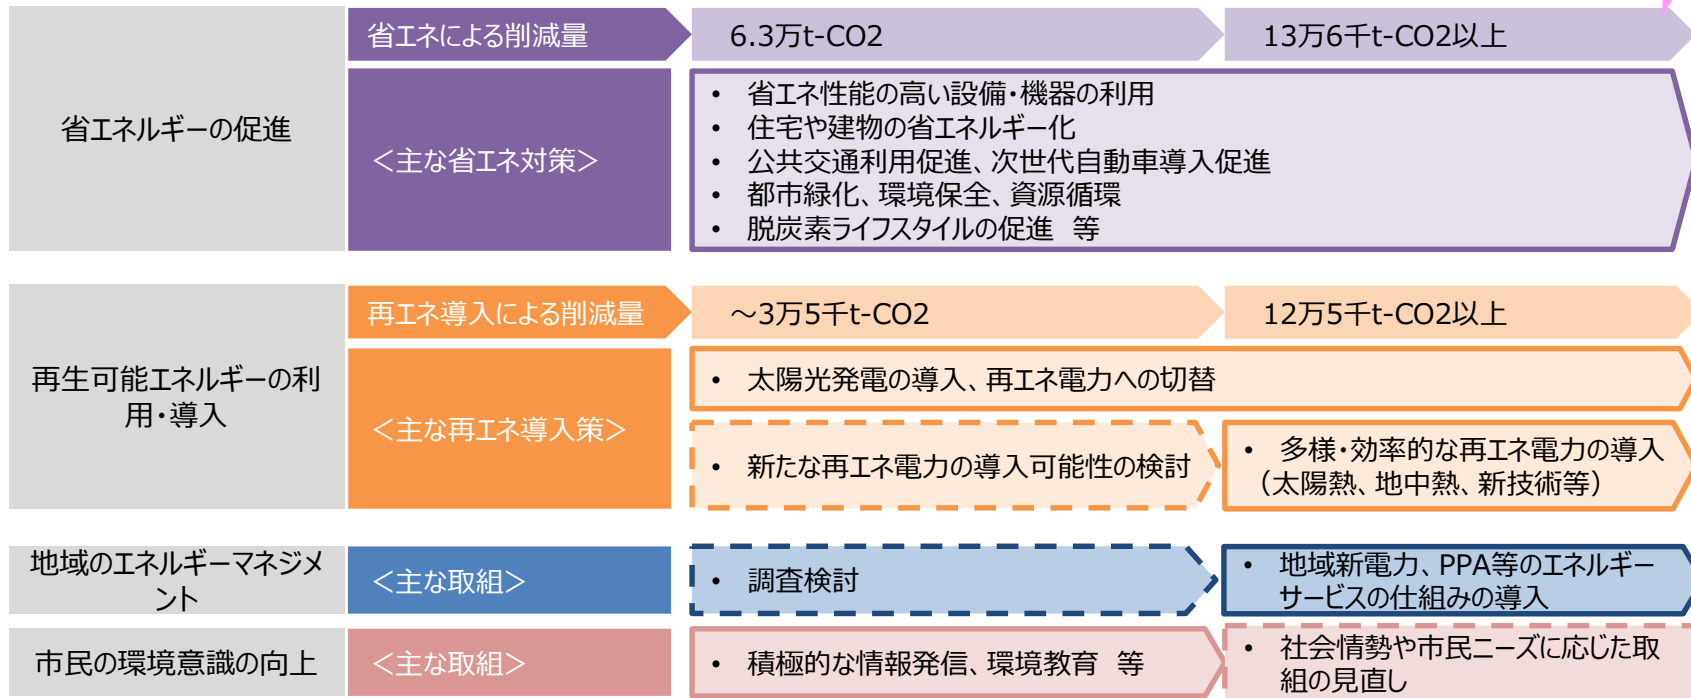 省エネルギーの促進
省エネによる削減量
6.3万t-CO2
13万6千t-CO2以上
＜主な省エネ対策＞
• 省エネ性能の高い設備・機器の利用
• 住宅や建物の省エネルギー化
• 公共交通利用促進、次世代自動車導入促進
• 都市緑化、環境保全、資源循環
• 脱炭素ライフスタイルの促進　等
再生可能エネルギーの利
用・導入
再エネ導入による削減量
～3万5千t-CO2
12万5千t-CO2以上
＜主な再エネ導入策＞
• 太陽光発電の導入、再エネ電力への切替
• 新たな再エネ電力の導入可能性の検討
• 多様・効率的な再エネ電力の導入
（太陽熱、地中熱、新技術等）
地域のエネルギーマネジメ
ント
＜主な取組＞
• 調査検討
• 地域新電力、PPA等のエネルギー
サービスの仕組みの導入
市民の環境意識の向上
＜主な取組＞
• 積極的な情報発信、環境教育　等
• 社会情勢や市民ニーズに応じた取
組の見直し